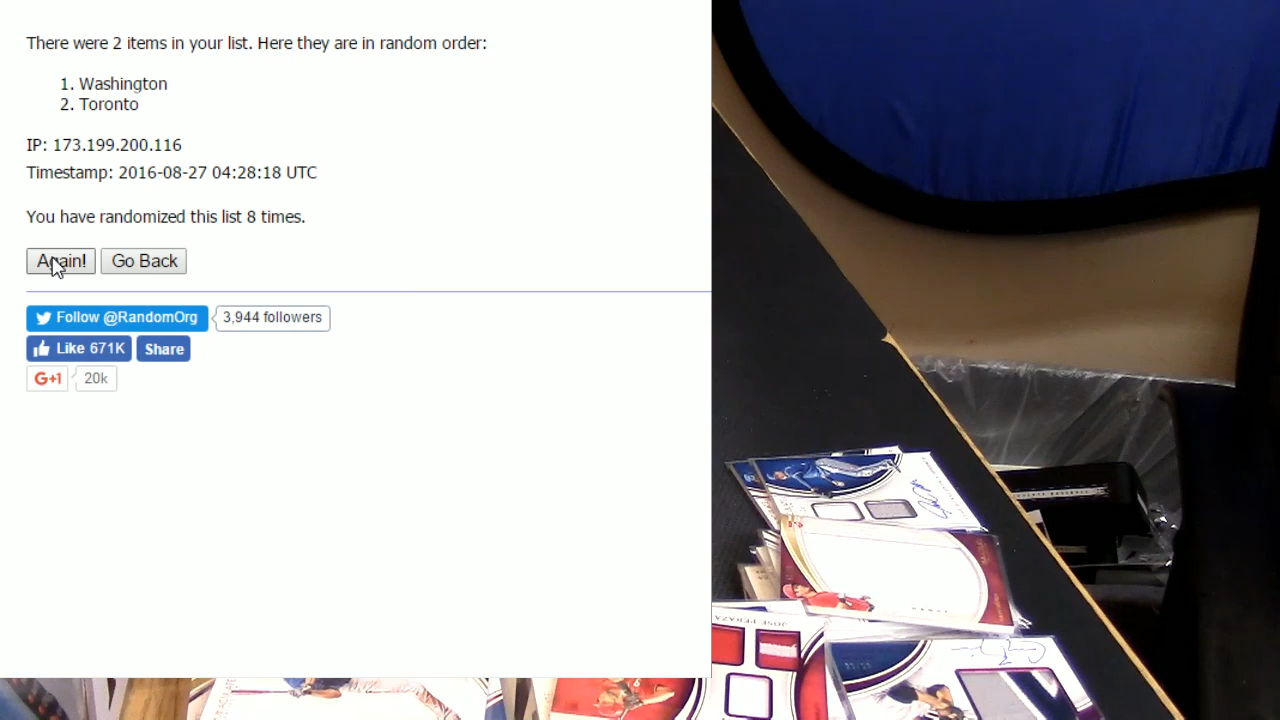 There were 2 items in your list. Here they are in random order:
1. Washington
2. Toronto
IP: 173.199.200.116
Timestamp: 2016-08-27 04:28:18 UTC
You have randomized this list 8 times.
Again! Go Back
Follow @RandomOrg 3,944 followers
Like 671K Share
G+1 20k
JOSE PERAZA